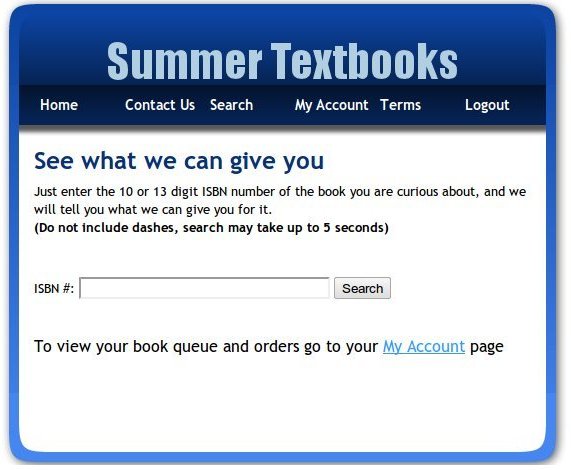 Summer Textbooks
Home Contact Us Search My Account Terms Logout
See what we can give you
Just enter the 10 or 13 digit ISBN number of the book you are curious about, and we
will tell you what we can give you for it.
(Do not include dashes, search may take up to 5 seconds)
ISBN #: Search
To view your book queue and orders go to your My Account page